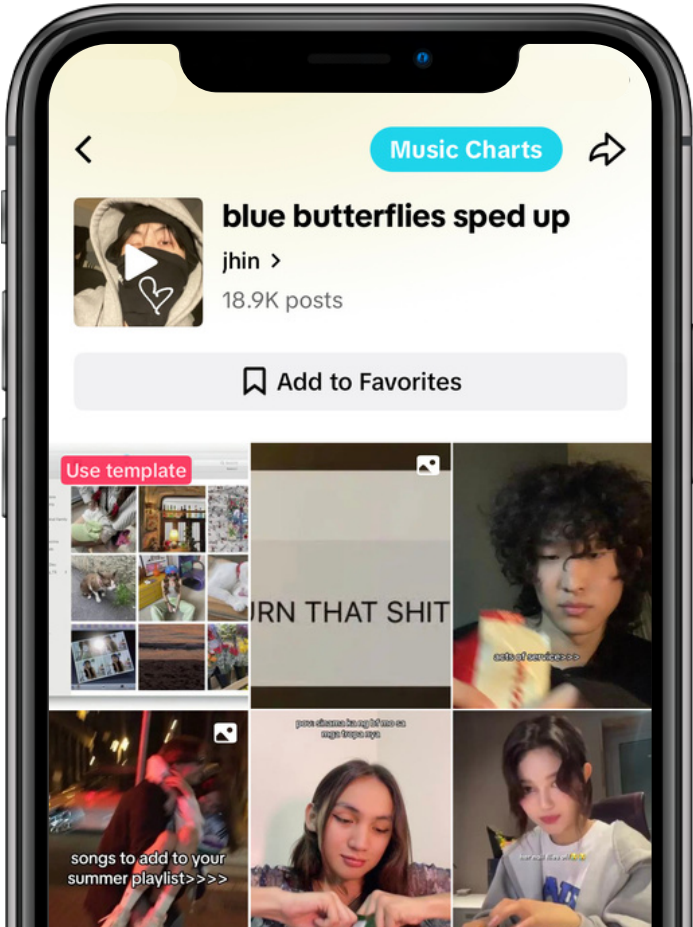 Music Charts
blue butterflies sped up
jhin >
18.9K posts
Add to Favorites
Use template
URN THAT SHIT
acts of service>>>
songs to add to your
summer playlist>>>>
pov: sinama ka ng bf mo sa
mga tropa nya